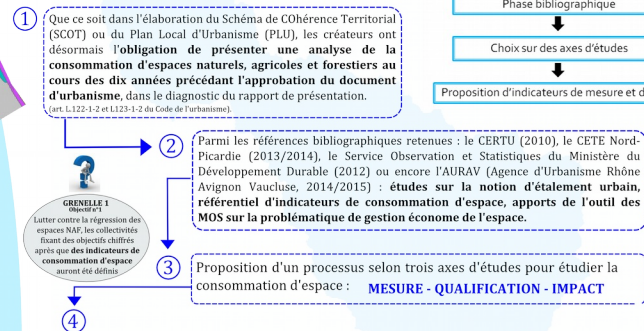 Phase bibliographique
Choix sur des axes d'études
Proposition d'indicateurs de mesure et d
1
Que ce soit dans l'élaboration du Schéma de COhérence Territorial
(SCOT) ou du Plan Local d'Urbanisme (PLU), les créateurs ont
désormais l'obligation de présenter une analyse de la
consommation d'espaces naturels, agricoles et forestiers au
cours des dix années précédant l'approbation du document
d'urbanisme, dans le diagnostic du rapport de présentation.
(art. L.122-1-2 et L123-1-2 du Code de l'urbanisme).
2
Parmi les références bibliographiques retenues : le CERTU (2010), le CETE Nord-
Picardie (2013/2014), le Service Observation et Statistiques du Ministère du
Développement Durable (2012) ou encore l'AURAV (Agence d'Urbanisme Rhône
Avignon Vaucluse, 2014/2015) : études sur la notion d'étalement urbain,
référentiel d'indicateurs de consommation d'espace, apports de l'outil des
MOS sur la problématique de gestion économe de l'espace.
GRENELLE 1
Objectif n°1
Lutter contre la régression des
espaces NAF, les collectivités
fixant des objectifs chiffrés
après que des indicateurs de
consommation d'espace
auront été définis
3
Proposition d'un processus selon trois axes d'études pour étudier la
consommation d'espace : MESURE - QUALIFICATION - IMPACT
4